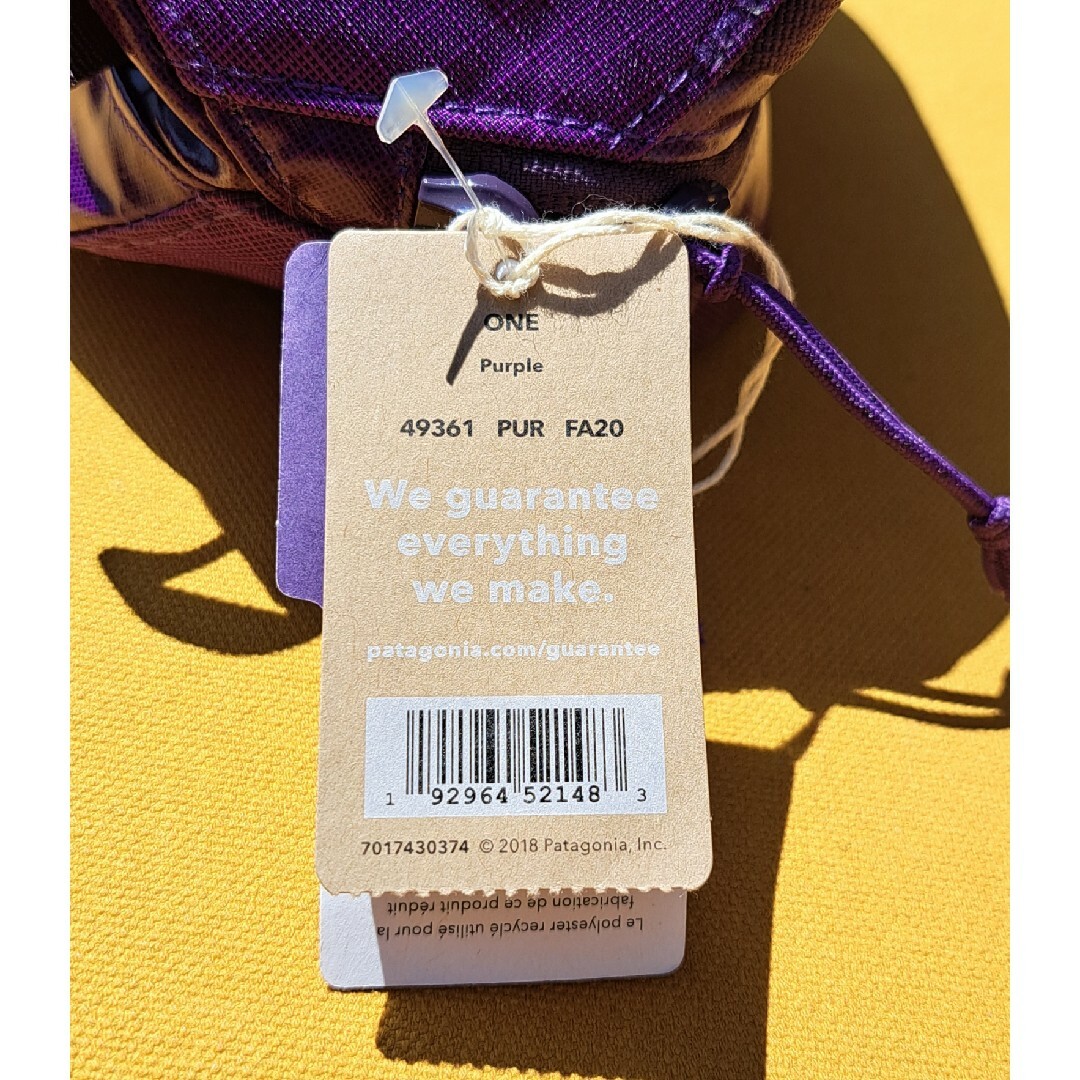 ONE
Purple
49361 PUR FA20
We guarantee
everything
we make.
patagonia.com/guarantee
1 92964 52148 3
7017430374 © 2018 Patagonia, Inc.
Le polyester recyclé utilisé pour la
fabrication de ce produit réduit